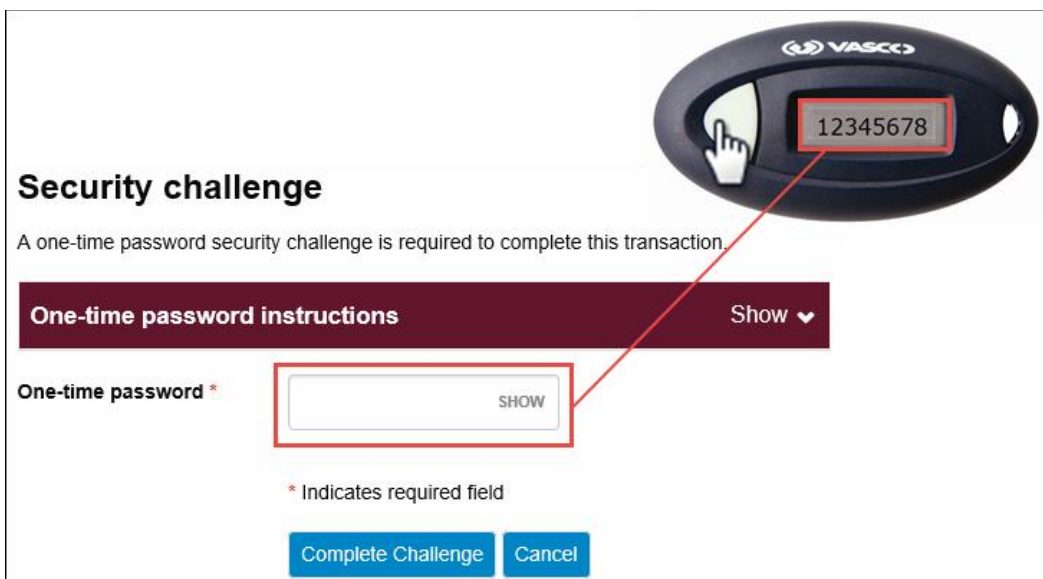 VASCO
12345678
Security challenge
A one-time password security challenge is required to complete this transaction.
One-time password instructions Show
One-time password * SHOW
* Indicates required field
Complete Challenge Cancel